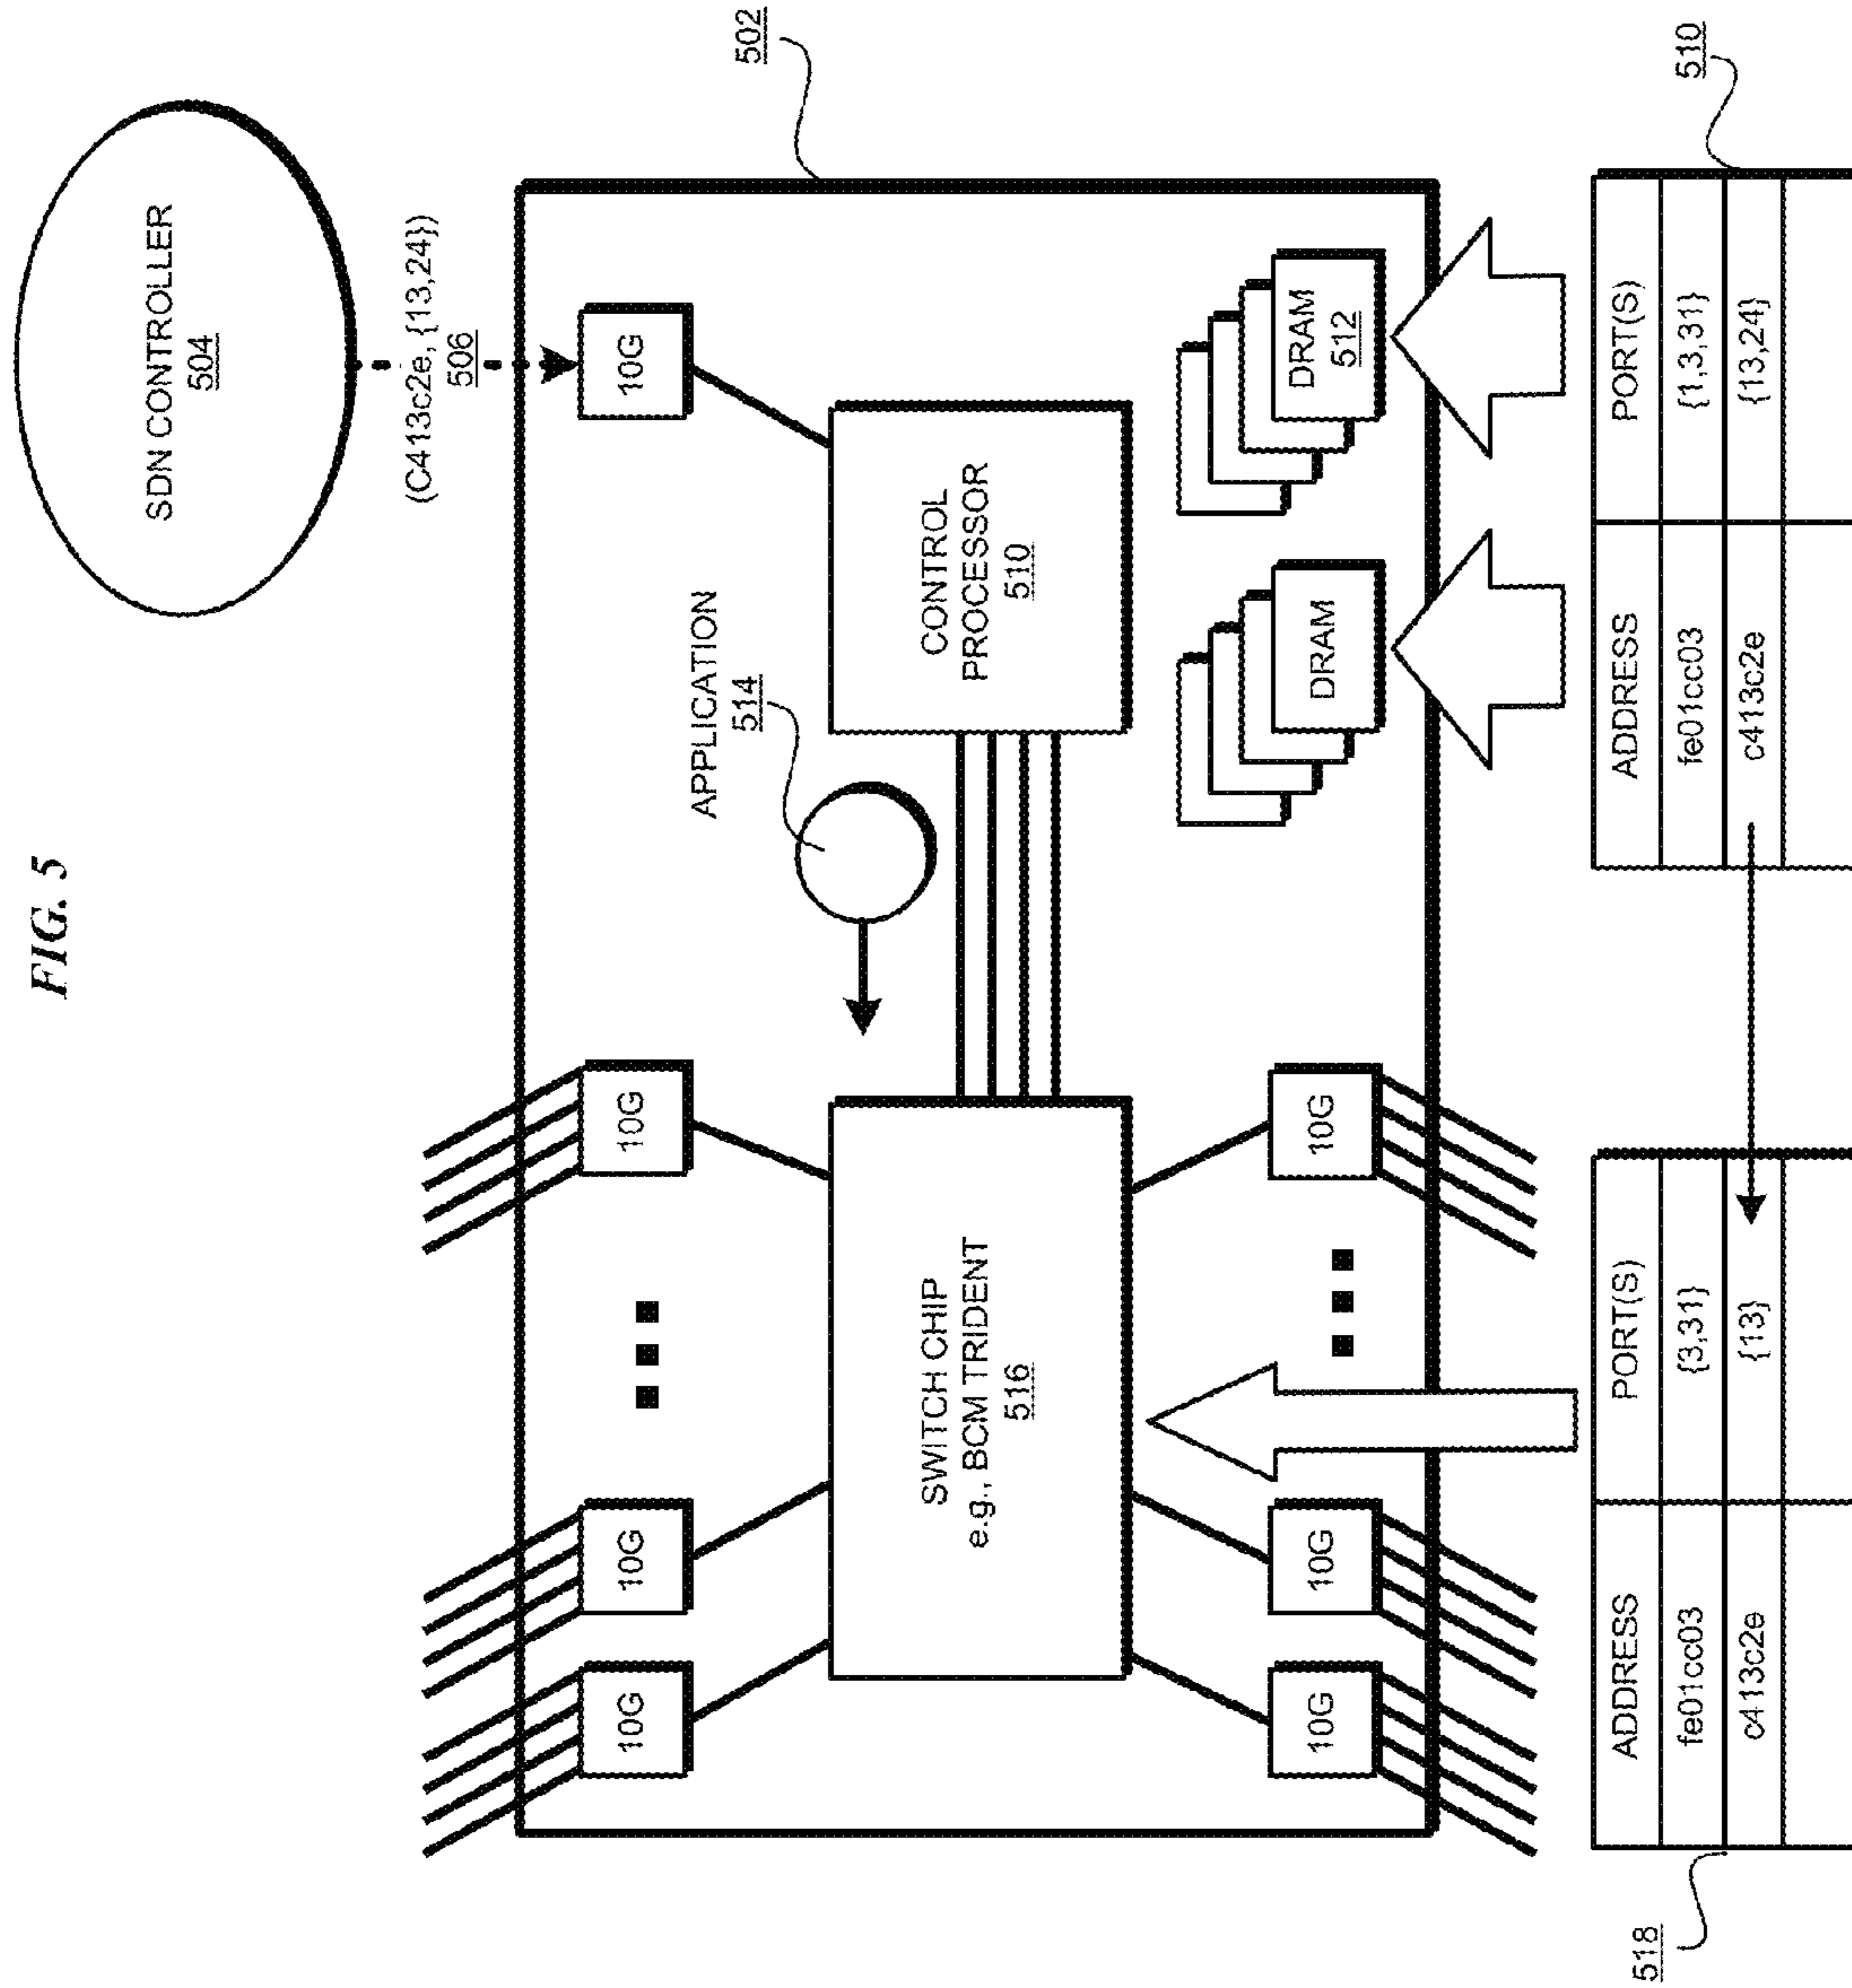 FIG. 5
SDN CONTROLLER
504
(C413c2e, {13,24})
506
502
10G
10G
10G
10G
APPLICATION
514
SWITCH CHIP
e.g., BCM TRIDENT
516
CONTROL
PROCESSOR
510
10G
10G
10G
DRAM
DRAM
512
518
ADDRESS PORT(S)
fe01cc03 {3,31}
c413c2e {13}
510
ADDRESS PORT(S)
fe01cc03 {1,3,31}
c413c2e {13,24}